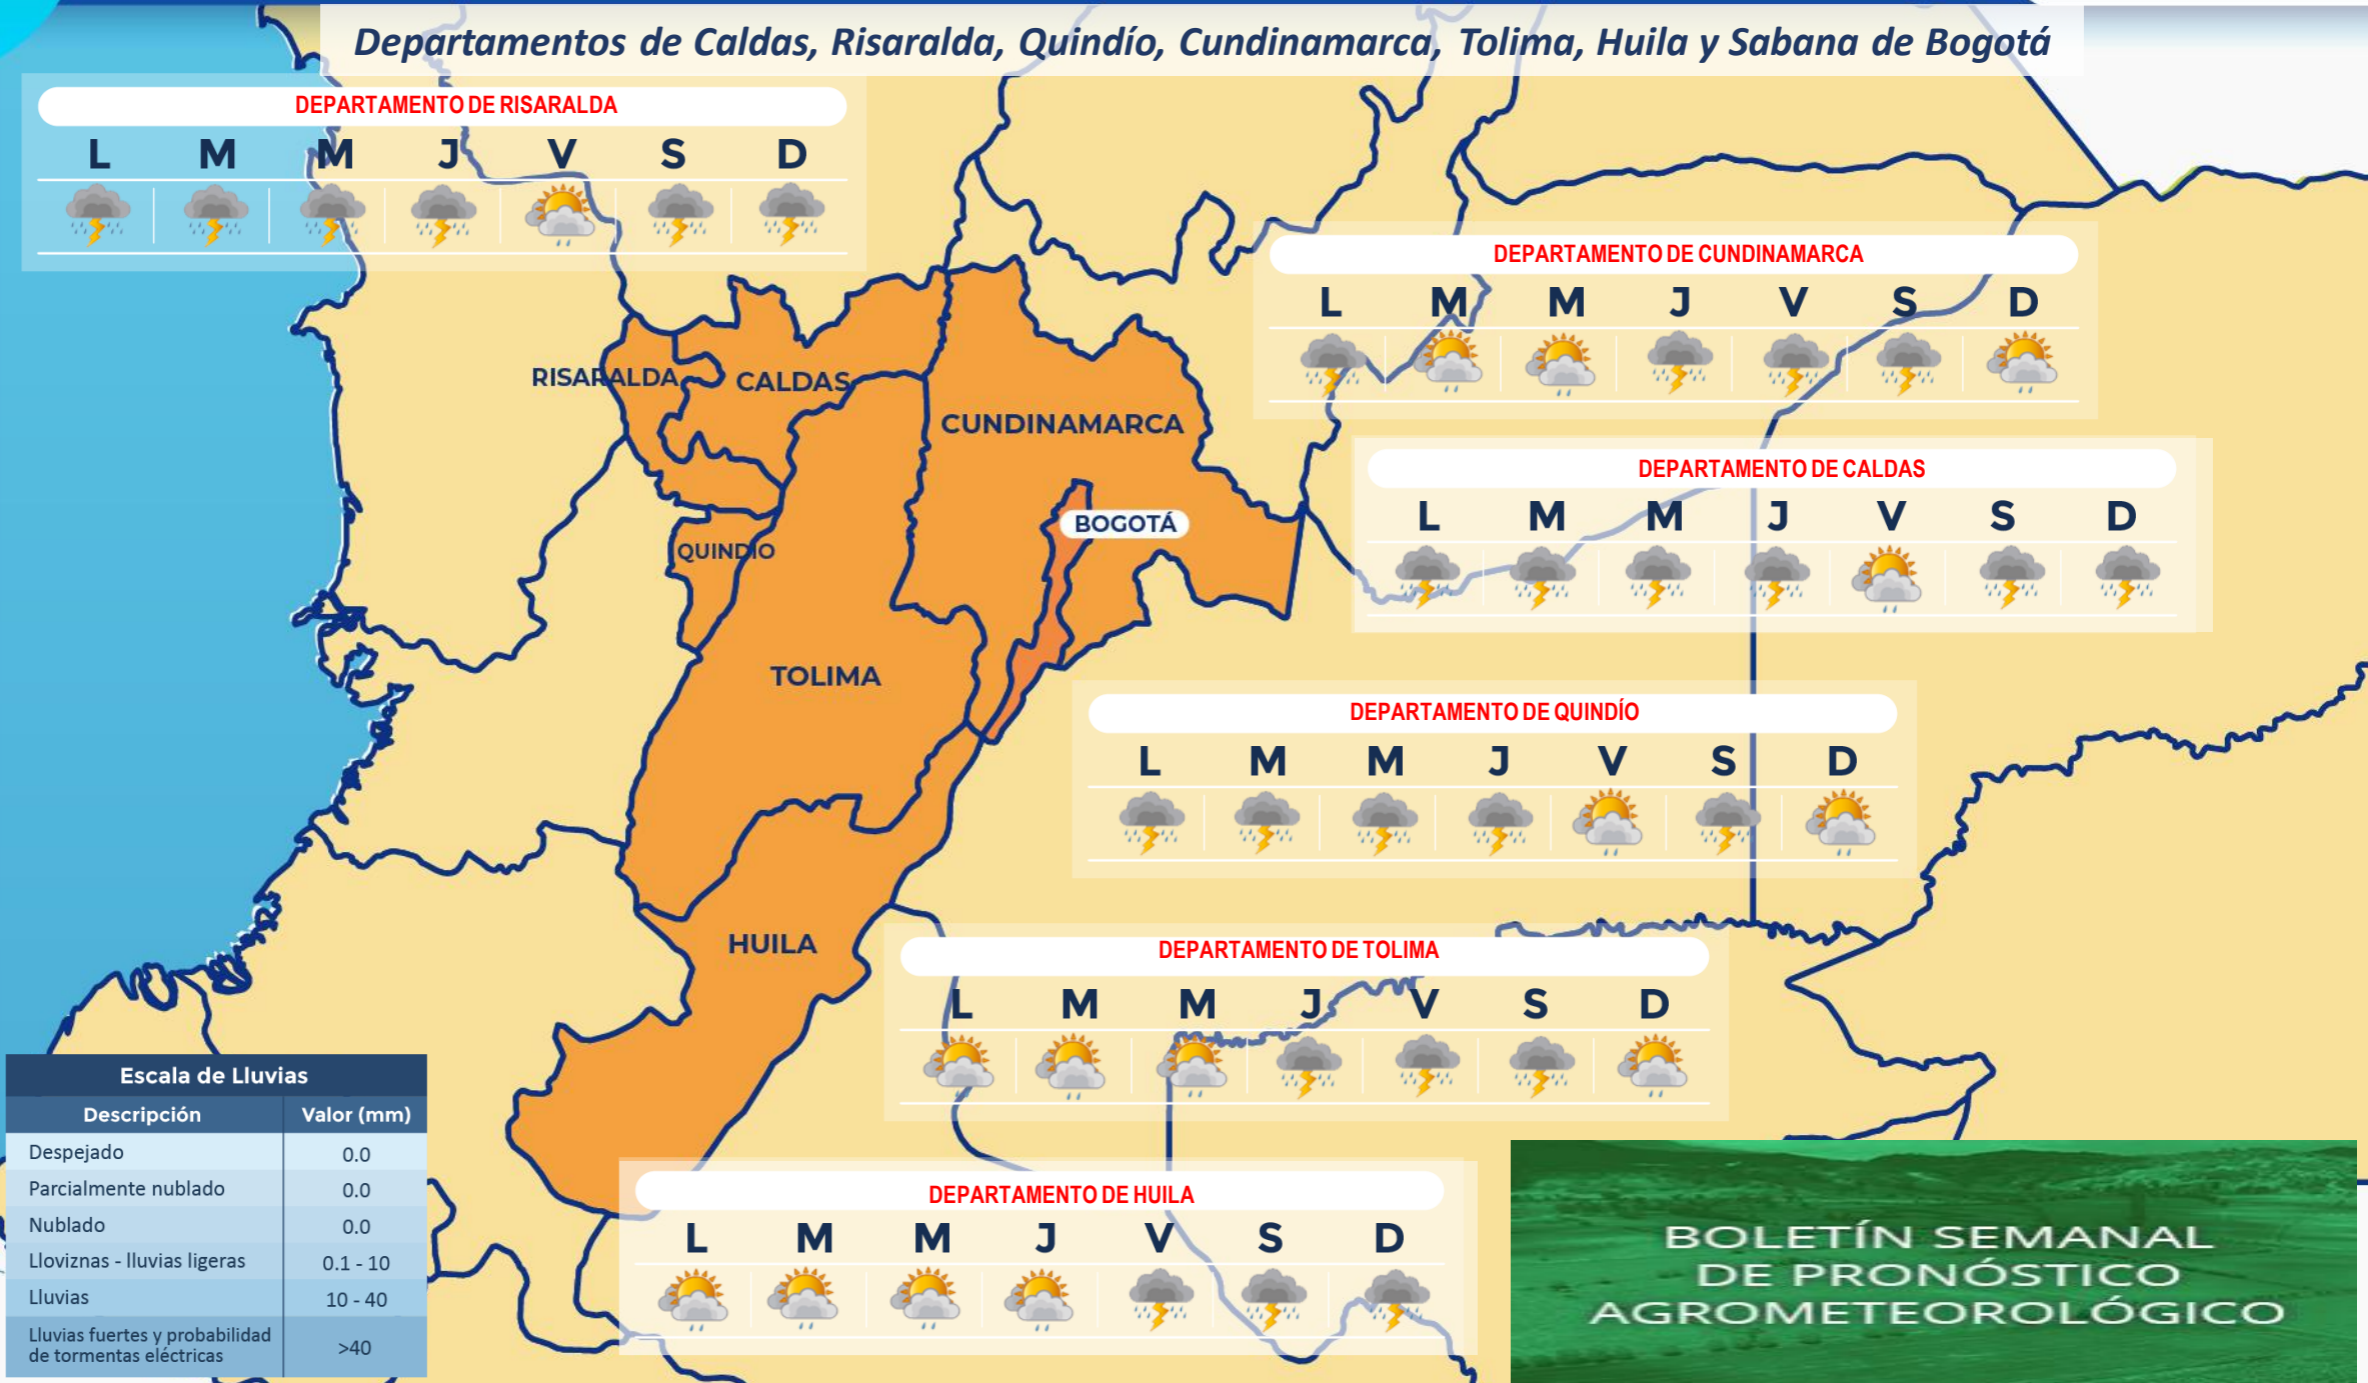 Departamentos de Caldas, Risaralda, Quindío, Cundinamarca, Tolima, Huila y Sabana de Bogotá
DEPARTAMENTO DE RISARALDA
L M M J V S D
DEPARTAMENTO DE CUNDINAMARCA
L M M J V S D
RISARALDA
CALDAS
CUNDINAMARCA
BOGOTÁ
QUINDIO
TOLIMA
HUILA
DEPARTAMENTO DE CALDAS
L M M J V S D
DEPARTAMENTO DE QUINDÍO
L M M J V S D
DEPARTAMENTO DE TOLIMA
L M M J V S D
DEPARTAMENTO DE HUILA
L M M J V S D
Escala de Lluvias
Descripción Valor (mm)
Despejado 0.0
Parcialmente nublado 0.0
Nublado 0.0
Lloviznas - lluvias ligeras 0.1 - 10
Lluvias 10 - 40
Lluvias fuertes y probabilidad
de tormentas eléctricas >40
BOLETÍN SEMANAL
DE PRONÓSTICO
AGROMETEOROLÓGICO